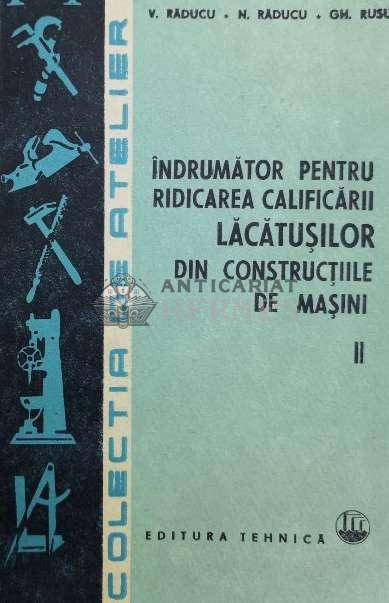 V. RĂDUCU • N. RĂDUCU • GH. RUSU
ÎNDRUMĂTOR PENTRU
RIDICAREA CALIFICĂRII
LĂCĂTUȘILOR
DIN CONSTRUCȚIILE
DE MAȘINI
II
ANTICARIAT
HERMES
COLECȚIA DE ATELIER
EDITURA TEHNICĂ